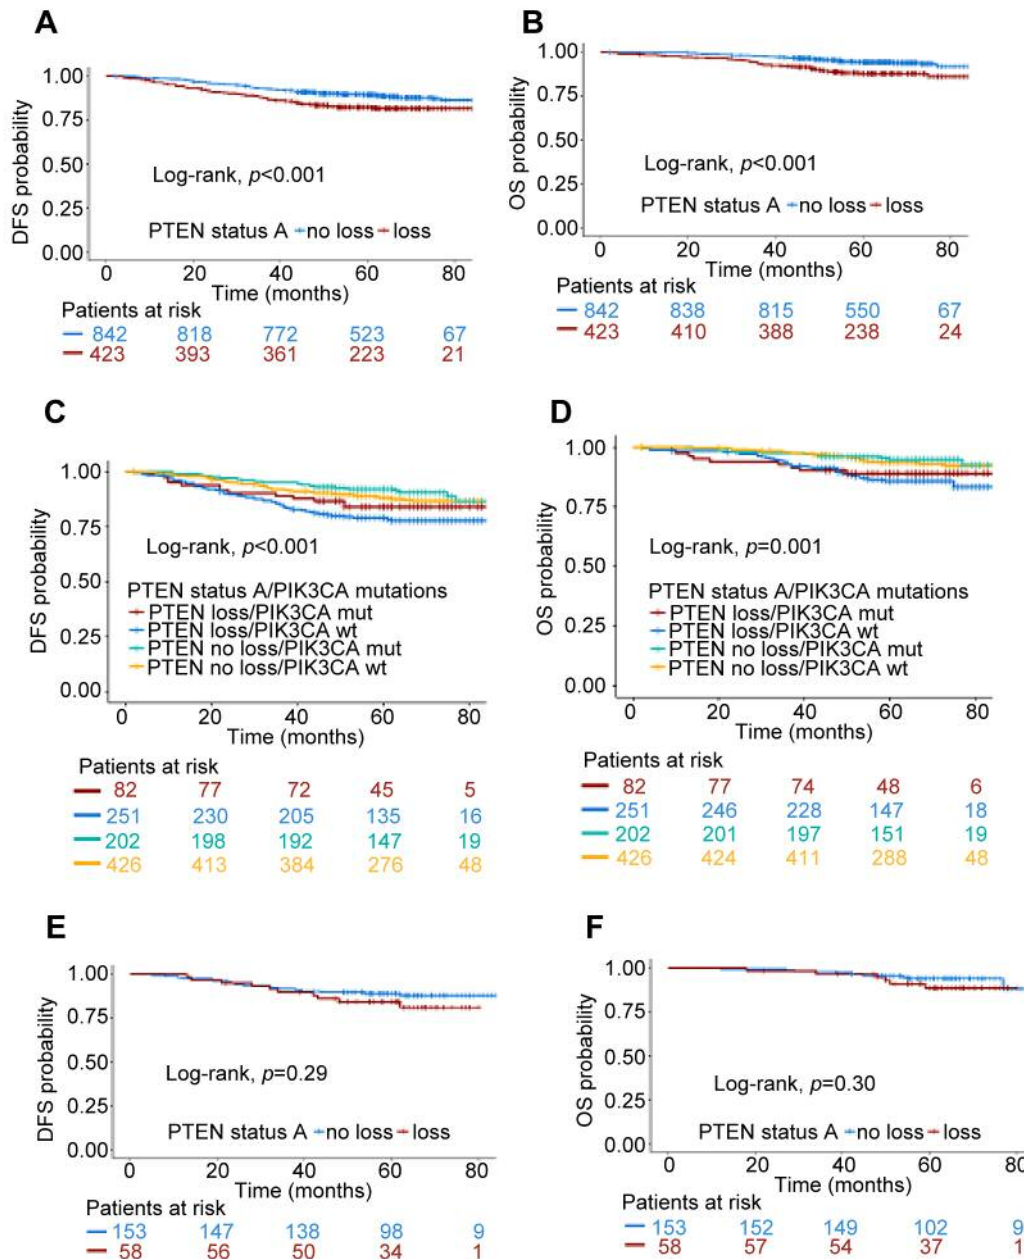 A
1.00
0.75
0.50
0.25
0.00
DFS probability
Log-rank, p<0.001
PTEN status A no loss loss
0 20 40 60 80
Time (months)
Patients at risk
842 818 772 523 67
423 393 361 223 21
B
1.00
0.75
0.50
0.25
0.00
OS probability
Log-rank, p<0.001
PTEN status A no loss loss
0 20 40 60 80
Time (months)
Patients at risk
842 838 815 550 67
423 410 388 238 24
C
1.00
0.75
0.50
0.25
0.00
DFS probability
Log-rank, p<0.001
PTEN status A/PIK3CA mutations
PTEN loss/PIK3CA mut
PTEN loss/PIK3CA wt
PTEN no loss/PIK3CA mut
PTEN no loss/PIK3CA wt
0 20 40 60 80
Time (months)
Patients at risk
82 77 72 45 5
251 230 205 135 16
202 198 192 147 19
426 413 384 276 48
D
1.00
0.75
0.50
0.25
0.00
OS probability
Log-rank, p=0.001
PTEN status A/PIK3CA mutations
PTEN loss/PIK3CA mut
PTEN loss/PIK3CA wt
PTEN no loss/PIK3CA mut
PTEN no loss/PIK3CA wt
0 20 40 60 80
Time (months)
Patients at risk
82 77 74 48 6
251 246 228 147 18
202 201 197 151 19
426 424 411 288 48
E
1.00
0.75
0.50
0.25
0.00
DFS probability
Log-rank, p=0.29
PTEN status A no loss loss
0 20 40 60 80
Time (months)
Patients at risk
153 147 138 98 9
58 56 50 34 1
F
1.00
0.75
0.50
0.25
0.00
OS probability
Log-rank, p=0.30
PTEN status A no loss loss
0 20 40 60 80
Time (months)
Patients at risk
153 152 149 102 9
58 57 54 37 1